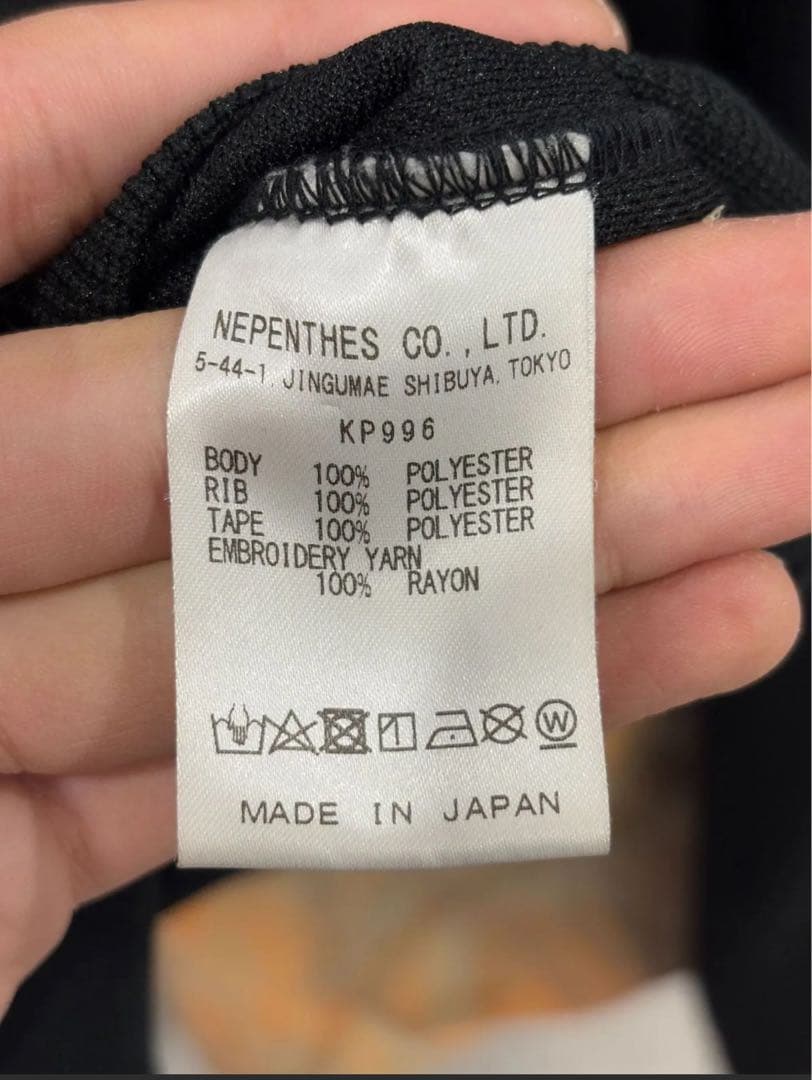 NEPENTHES CO.,LTD.
5-44-1, JINGUMAE SHIBUYA, TOKYO
KP996
BODY 100% POLYESTER
RIB 100% POLYESTER
TAPE 100% POLYESTER
EMBROIDERY YARN
100% RAYON
W
MADE IN JAPAN